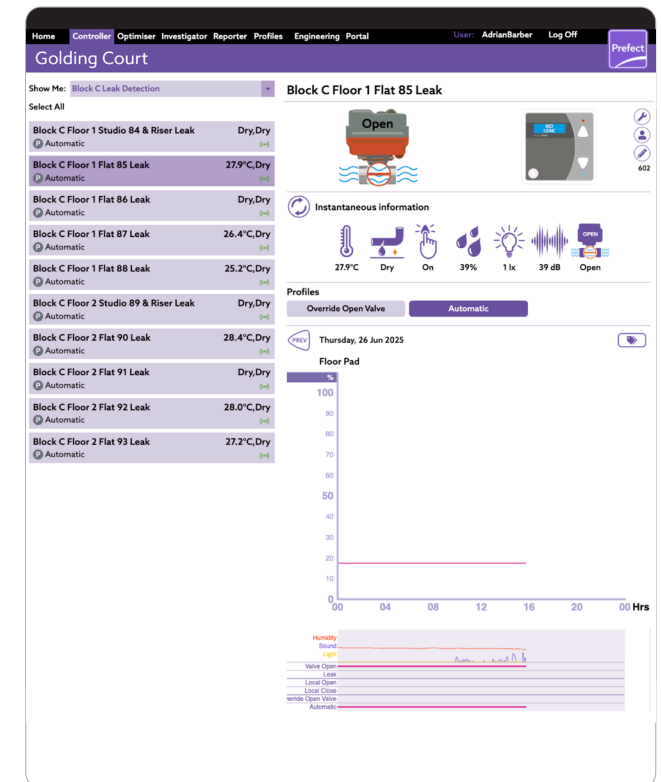 Home Controller Optimiser Investigator Reporter Profiles Engineering Portal User: AdrianBarber Log Off
Prefect
Golding Court
Show Me: Block C Leak Detection
Select All
Block C Floor 1 Studio 84 & Riser Leak Dry,Dry
P Automatic
Block C Floor 1 Flat 85 Leak 27.9°C,Dry
P Automatic
Block C Floor 1 Flat 86 Leak Dry,Dry
P Automatic
Block C Floor 1 Flat 87 Leak 26.4°C,Dry
P Automatic
Block C Floor 1 Flat 88 Leak 25.2°C,Dry
P Automatic
Block C Floor 2 Studio 89 & Riser Leak Dry,Dry
P Automatic
Block C Floor 2 Flat 90 Leak 28.4°C,Dry
P Automatic
Block C Floor 2 Flat 91 Leak Dry,Dry
P Automatic
Block C Floor 2 Flat 92 Leak 28.0°C,Dry
P Automatic
Block C Floor 2 Flat 93 Leak 27.2°C,Dry
P Automatic
Block C Floor 1 Flat 85 Leak
Open
NO
LEAK
602
Instantaneous information
OPEN
27.9°C Dry On 39% 1 lx 39 dB Open
Profiles
Override Open Valve Automatic
PREV Thursday, 26 Jun 2025
Floor Pad
%
100
90
80
70
60
50
40
30
20
10
0
00 04 08 12 16 20 00 Hrs
Humidity
Sound
Light
Valve Open
Leak
Local Open
Local Close
verride Open Valve
Automatic